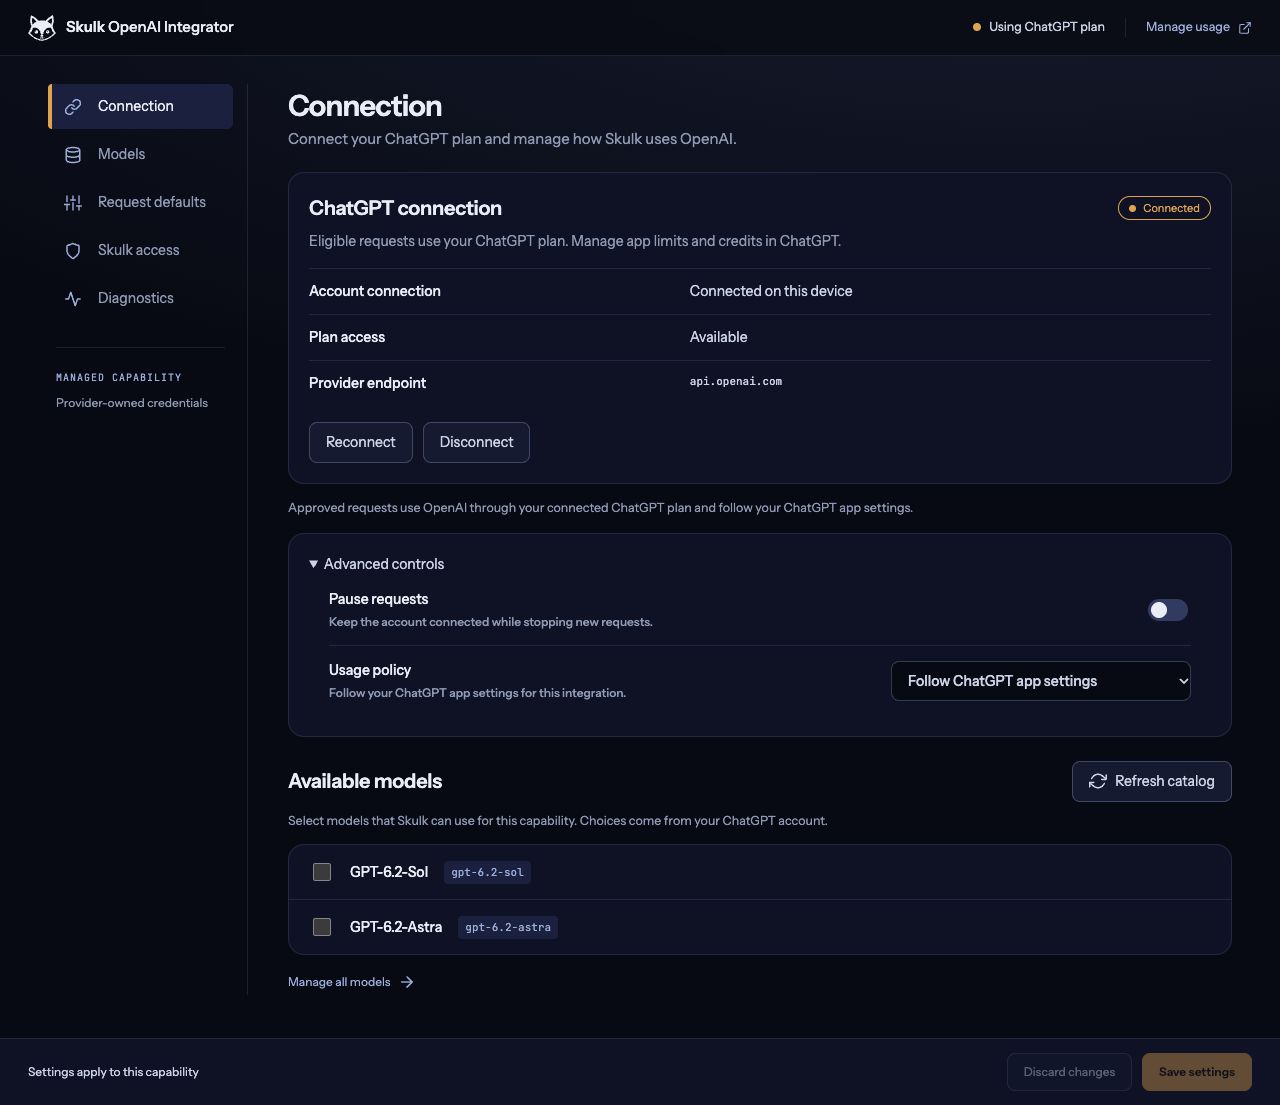 Skulk OpenAI Integrator
Using ChatGPT plan
Manage usage
Connection
Models
Request defaults
Skulk access
Diagnostics
MANAGED CAPABILITY
Provider-owned credentials
Connection
Connect your ChatGPT plan and manage how Skulk uses OpenAI.
ChatGPT connection
Connected
Eligible requests use your ChatGPT plan. Manage app limits and credits in ChatGPT.
Account connection
Connected on this device
Plan access
Available
Provider endpoint
api.openai.com
Reconnect
Disconnect
Approved requests use OpenAI through your connected ChatGPT plan and follow your ChatGPT app settings.
Advanced controls
Pause requests
Keep the account connected while stopping new requests.
Usage policy
Follow your ChatGPT app settings for this integration.
Follow ChatGPT app settings
Available models
Refresh catalog
Select models that Skulk can use for this capability. Choices come from your ChatGPT account.
GPT-6.2-Sol
gpt-6.2-sol
GPT-6.2-Astra
gpt-6.2-astra
Manage all models
Settings apply to this capability
Discard changes
Save settings